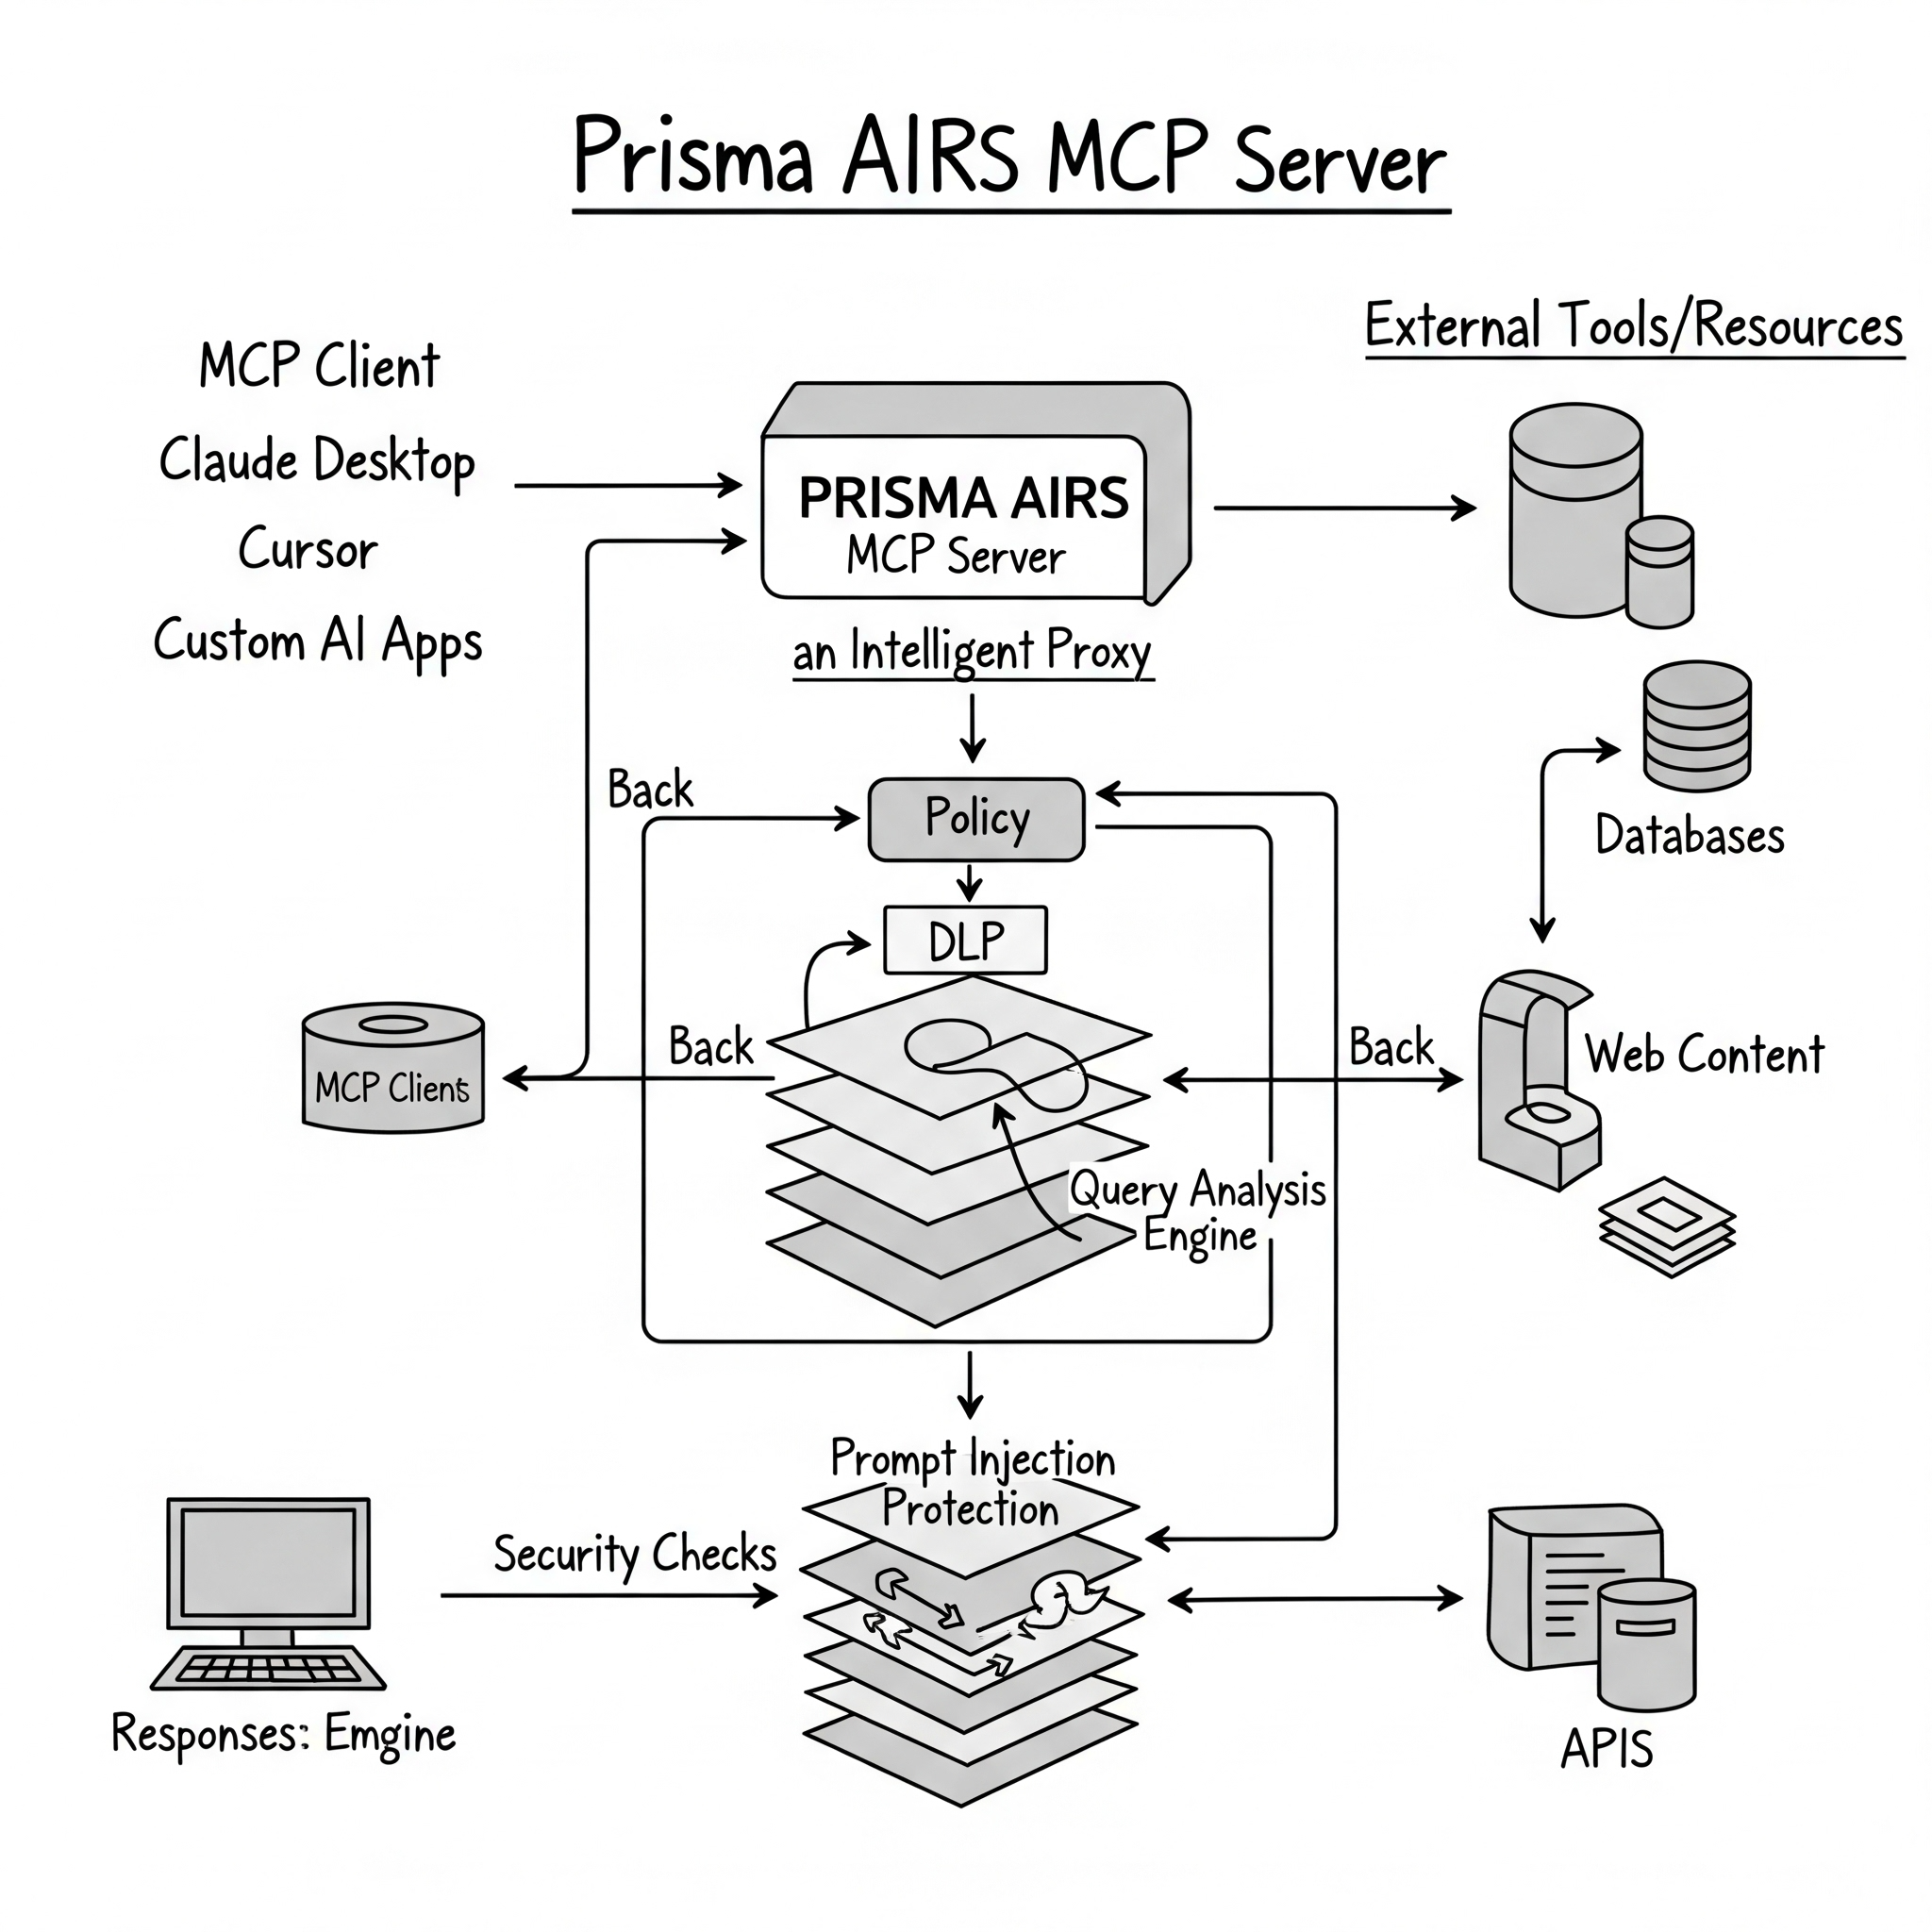 Prisma AIRS MCP Server
External Tools/Resources
MCP Client
Claude Desktop
Cursor
Custom AI Apps
PRISMA AIRS
MCP Server
an Intelligent Proxy
Back
Policy
Databases
DLP
Back
Back
Web Content
MCP Client
Query Analysis
Engine
Prompt Injection
Protection
Security Checks
Responses: Emgine
APIS